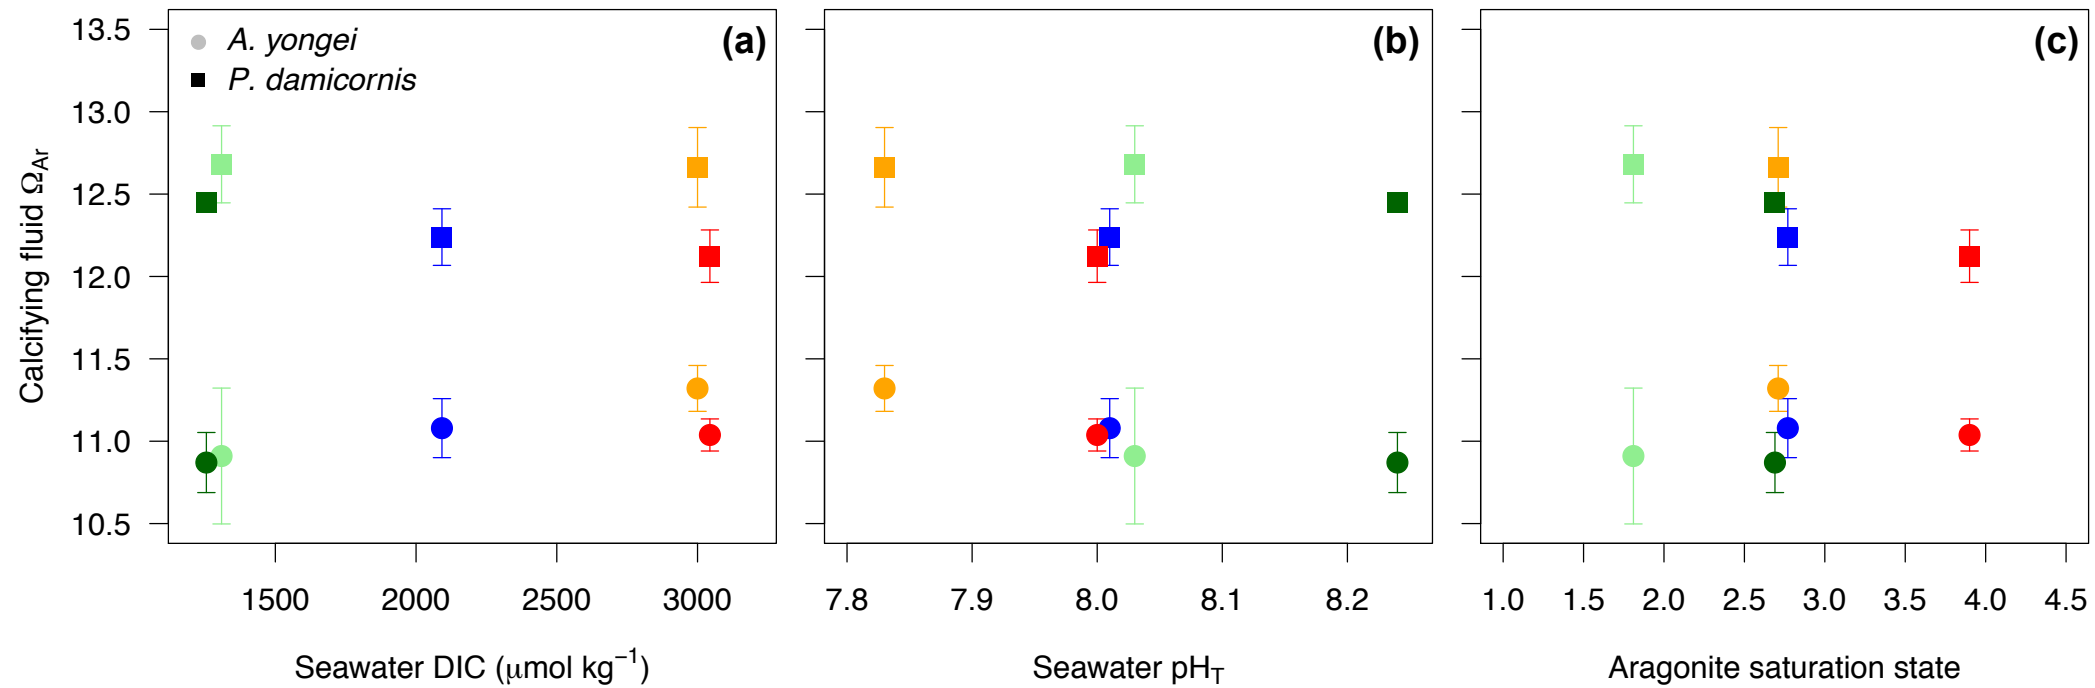 A. yongei
P. damicornis
(a)
(b)
(c)
Calcifying fluid ΩAr
13.5
13.0
12.5
12.0
11.5
11.0
10.5
1500 2000 2500 3000
7.8 7.9 8.0 8.1 8.2
1.0 1.5 2.0 2.5 3.0 3.5 4.0 4.5
Seawater DIC (μmol kg⁻¹)
Seawater pHT
Aragonite saturation state